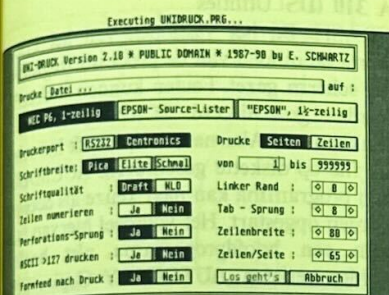 Executing UNIDRUCK.PRG...
UNI-DRUCK Version 2.10 * PUBLIC DOMAIN * 1987-90 by E. SCHWARTZ
Drucke Datei ... auf :
NEC P6, 1-zeilig EPSON- Source-Lister "EPSON", 1½-zeilig
Druckerport : RS232 Centronics Drucke Seiten Zeilen
Schriftbreite: Pica Elite Schmal von 1 bis 999999
Schriftqualität : Draft NLQ Linker Rand : 0
Zeilen numerieren : Ja Nein Tab - Sprung : 8
Perforations-Sprung : Ja Nein Zeilenbreite : 80
ASCII >127 drucken : Ja Nein Zeilen/Seite : 65
Formfeed nach Druck : Ja Nein Los geht's Abbruch